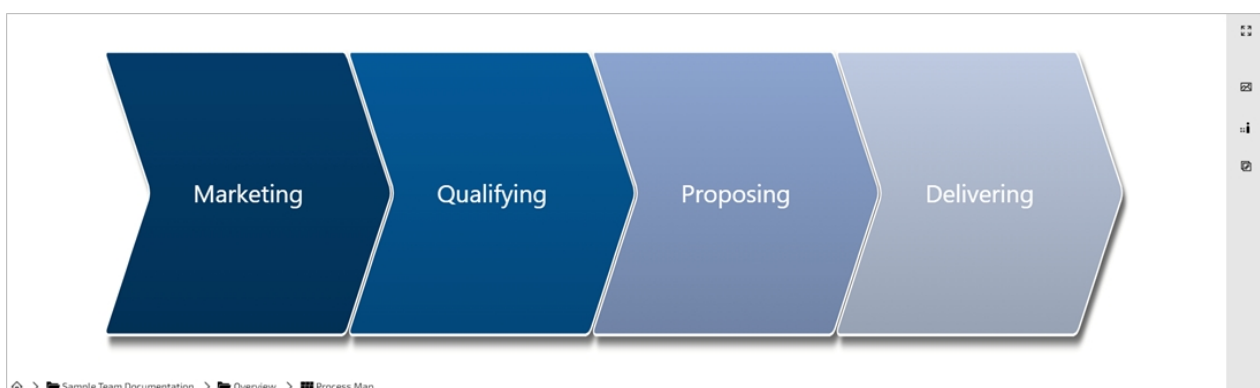 Marketing
Qualifying
Proposing
Delivering
Sample Team Documentation > Overview > Process Map